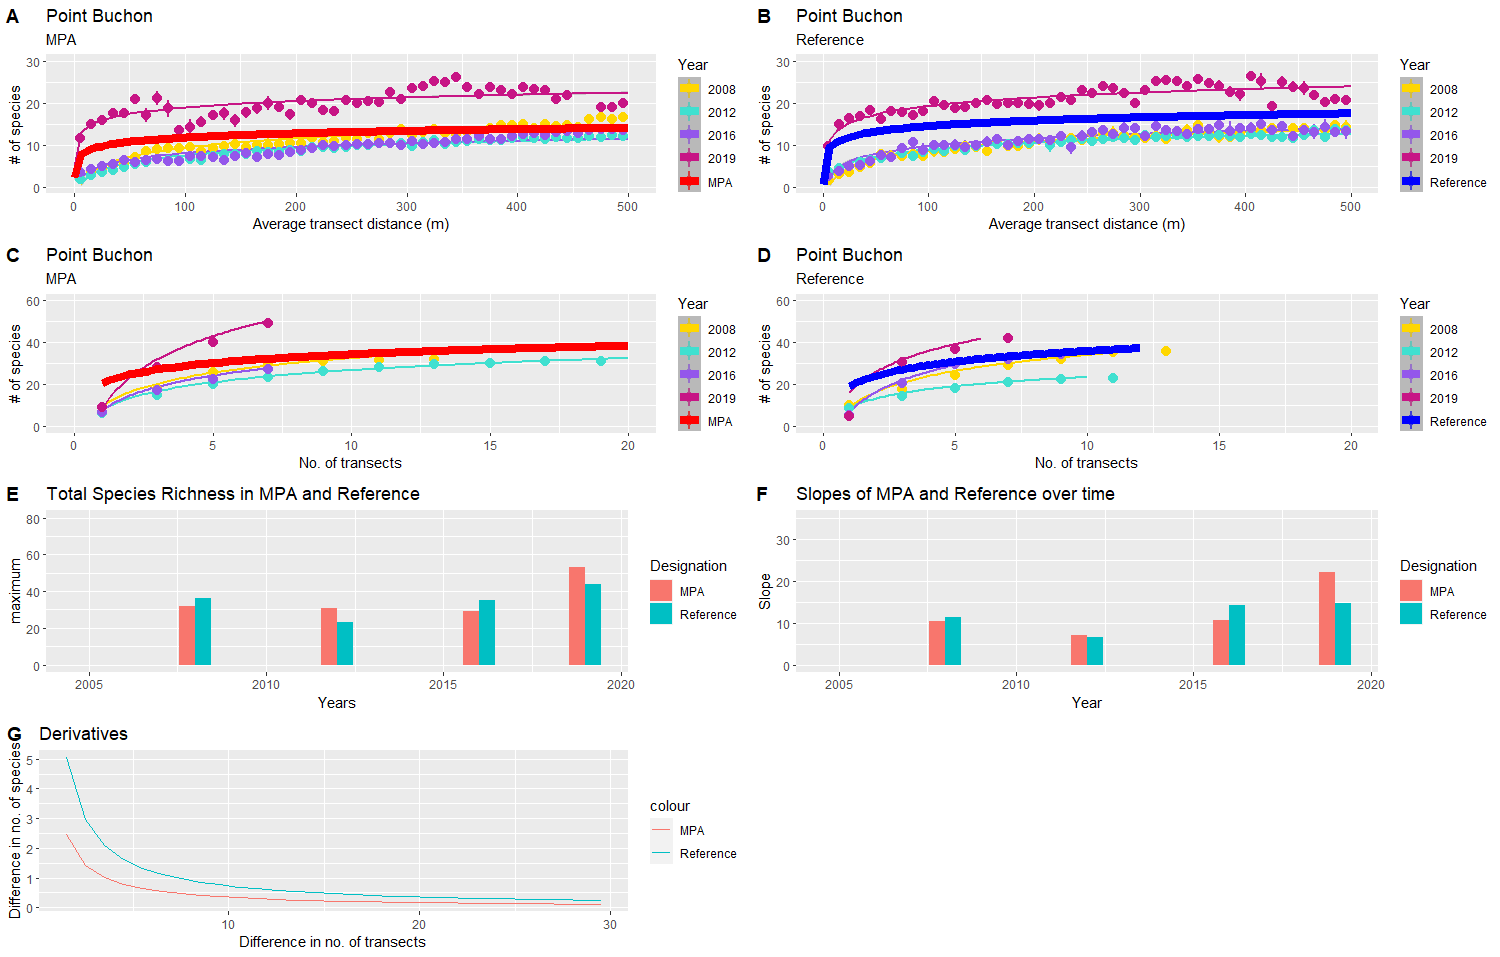 A Point Buchon
MPA
# of species
30
20
10
0
0 100 200 300 400 500
Average transect distance (m)
Year
2008
2012
2016
2019
MPA
B Point Buchon
Reference
# of species
30
20
10
0
0 100 200 300 400 500
Average transect distance (m)
Year
2008
2012
2016
2019
Reference
C Point Buchon
MPA
# of species
60
40
20
0
0 5 10 15 20
No. of transects
Year
2008
2012
2016
2019
MPA
D Point Buchon
Reference
# of species
60
40
20
0
0 5 10 15 20
No. of transects
Year
2008
2012
2016
2019
Reference
E Total Species Richness in MPA and Reference
maximum
80
60
40
20
0
2005 2010 2015 2020
Years
Designation
MPA
Reference
F Slopes of MPA and Reference over time
Slope
30
20
10
0
2005 2010 2015 2020
Year
Designation
MPA
Reference
G Derivatives
Difference in no. of species
5
4
3
2
1
0
10 20 30
Difference in no. of transects
colour
MPA
Reference